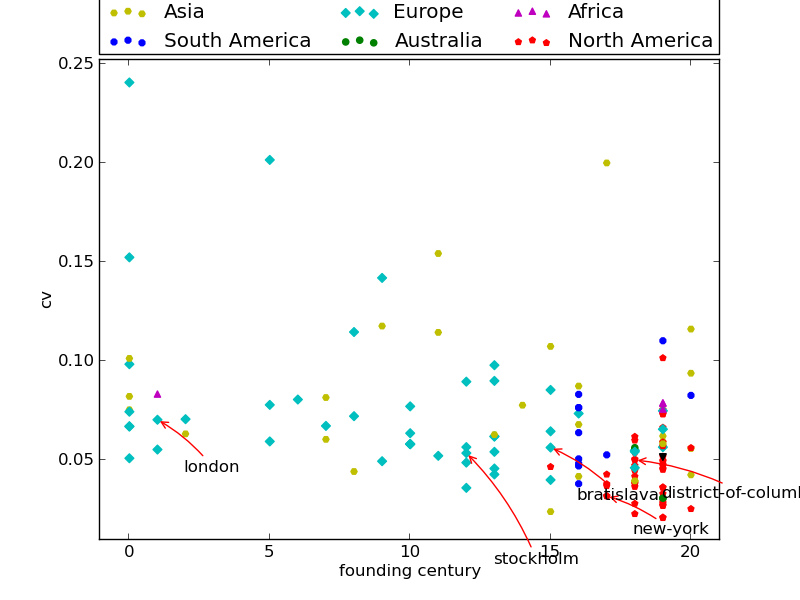 Asia Europe Africa
South America Australia North America
0.25
0.20
0.15
0.10
0.05
cv
london
bratislava
district-of-columb
new-york
stockholm
0 5 10 15 20
founding century